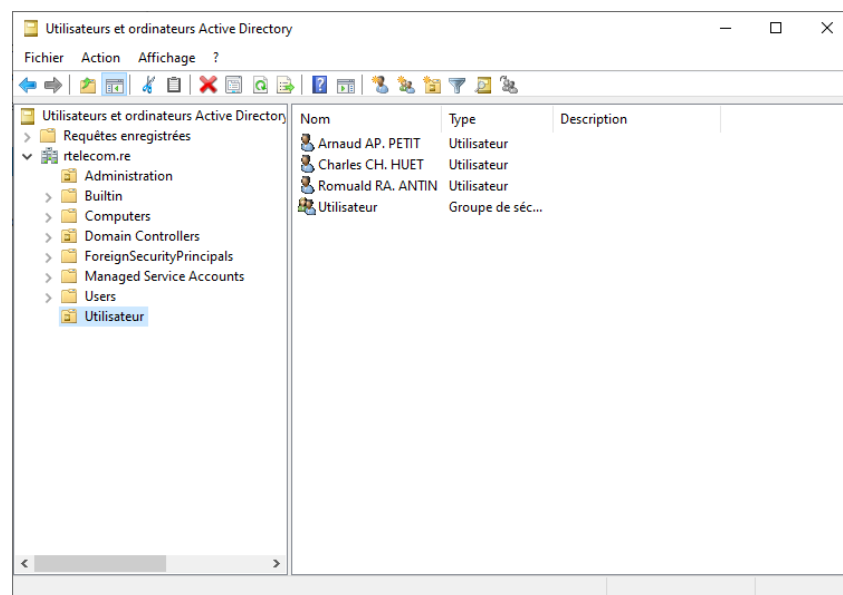 Utilisateurs et ordinateurs Active Directory
Fichier Action Affichage ?
Utilisateurs et ordinateurs Active Directory
Requêtes enregistrées
rtelecom.re
Administration
Builtin
Computers
Domain Controllers
ForeignSecurityPrincipals
Managed Service Accounts
Users
Utilisateur
Nom Type Description
Arnaud AP. PETIT Utilisateur
Charles CH. HUET Utilisateur
Romuald RA. ANTIN Utilisateur
Utilisateur Groupe de séc...